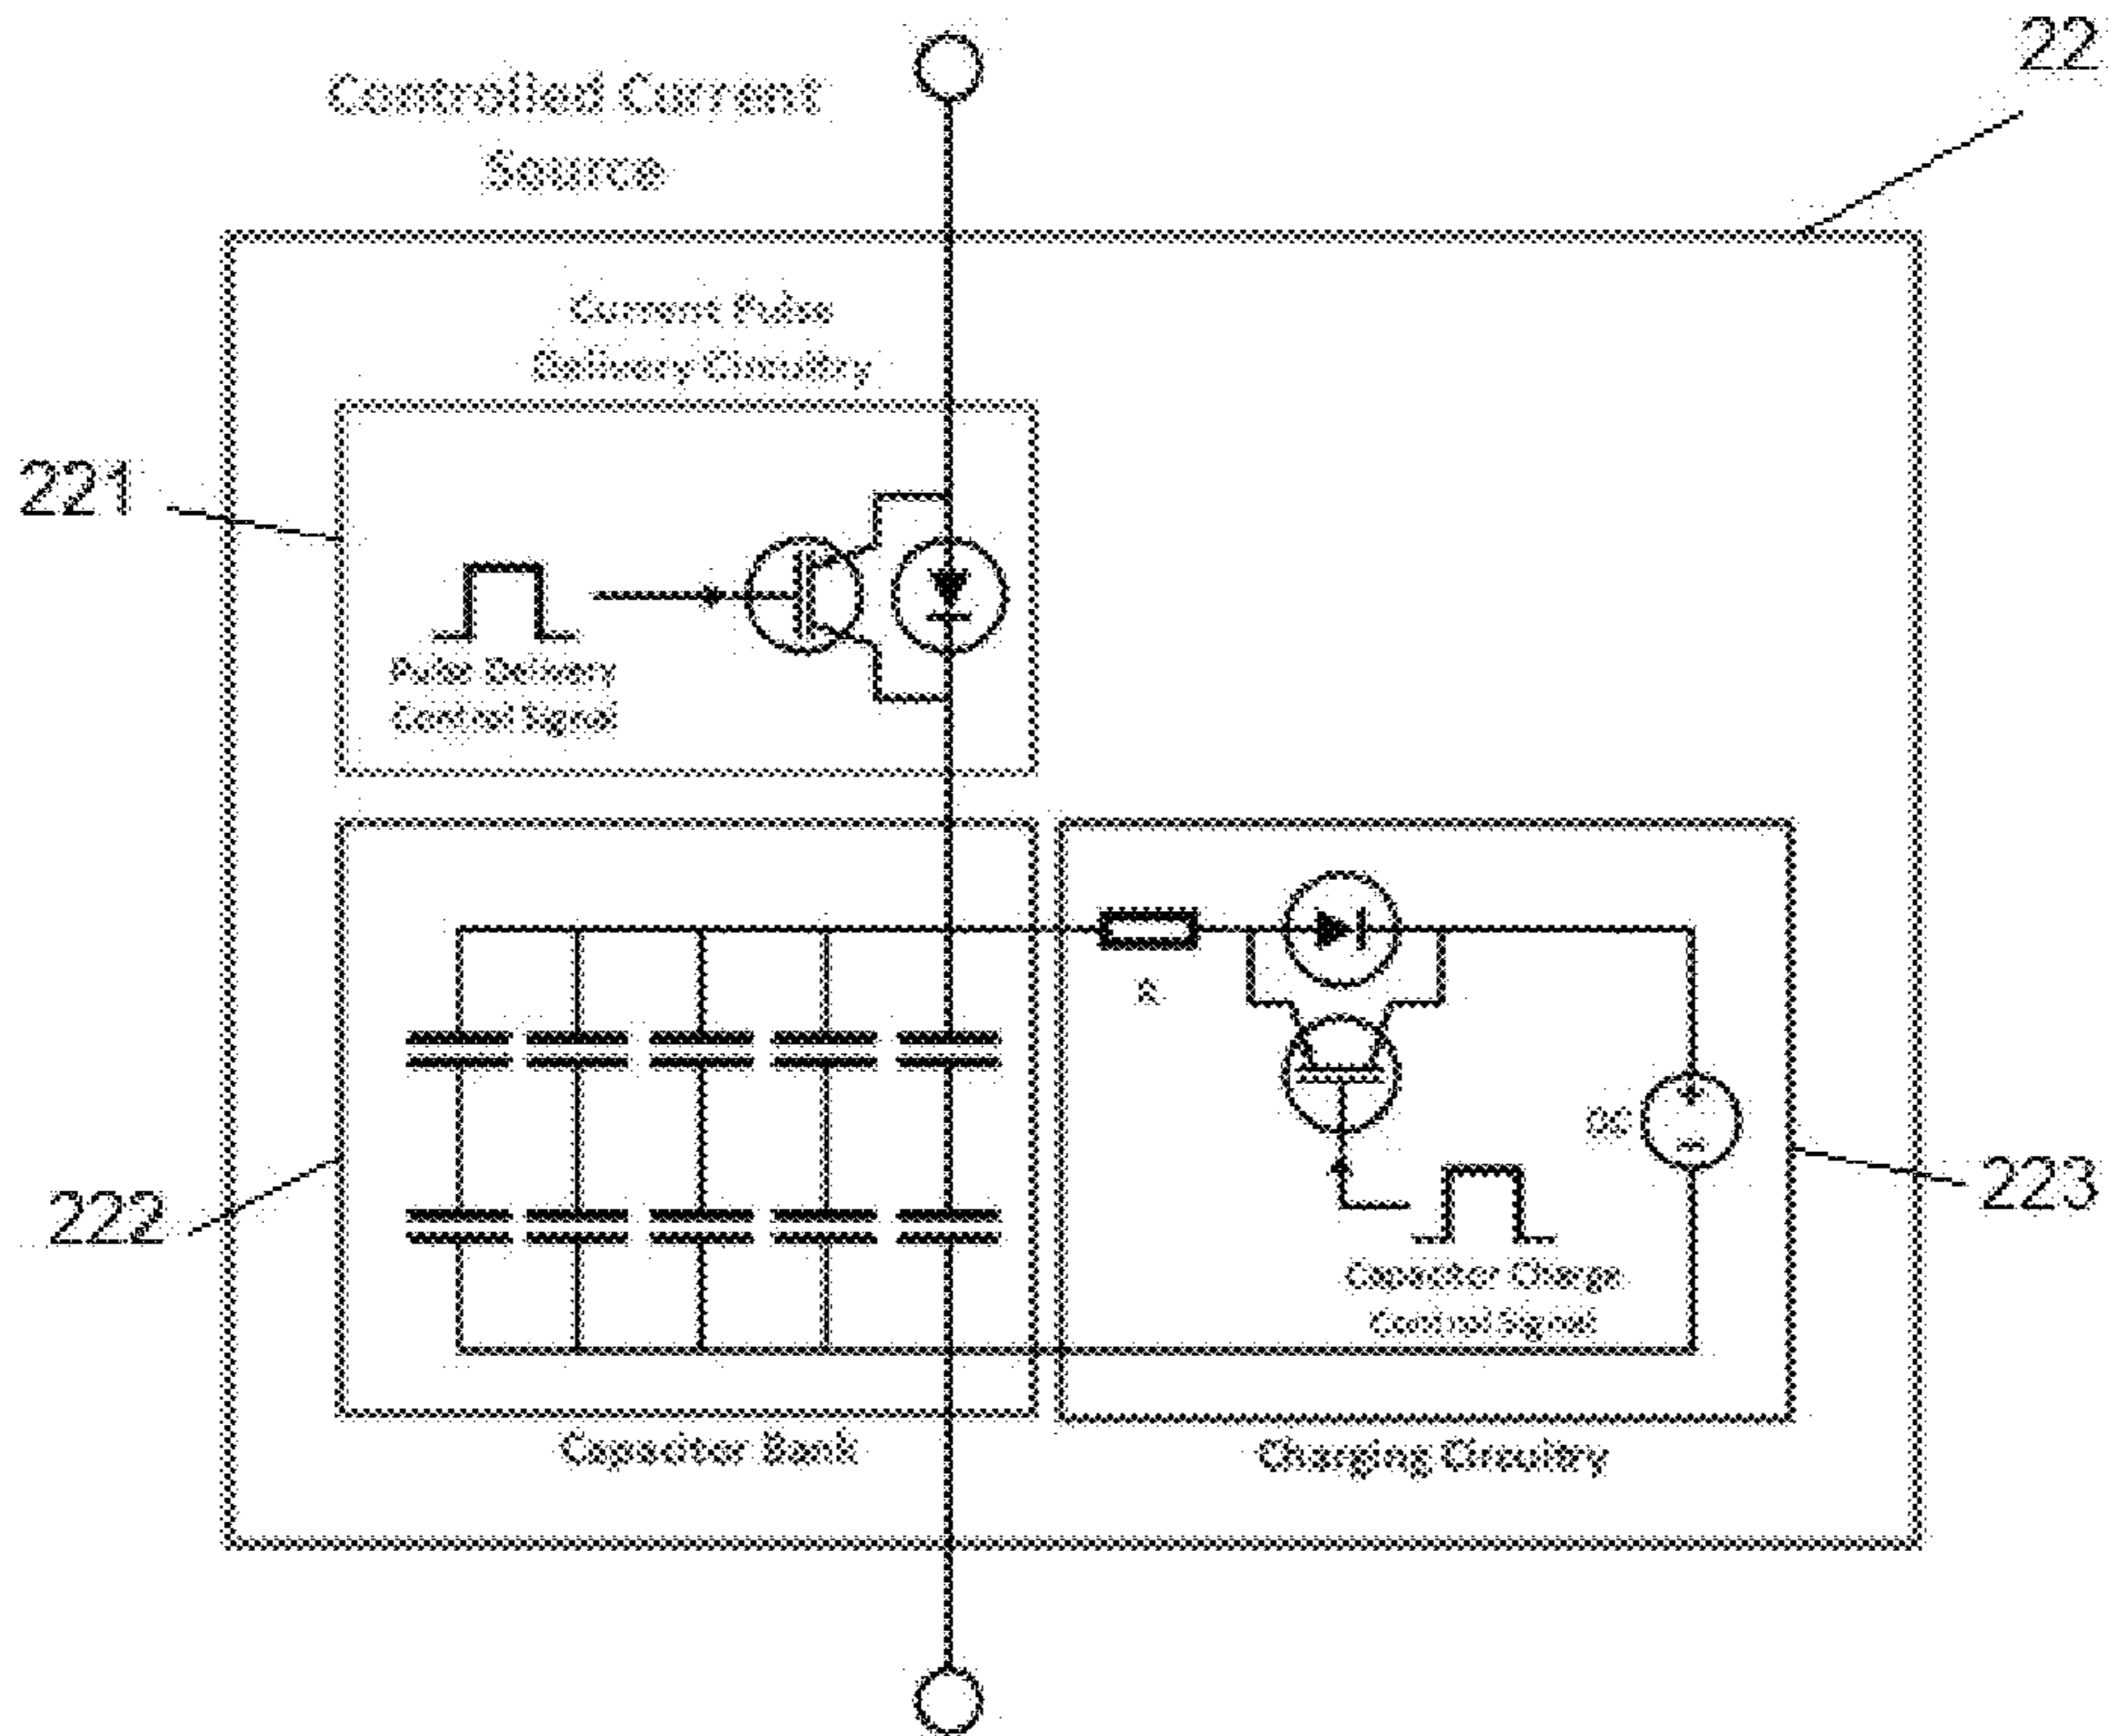 22
Controlled Current
Source
Current Pulse
Delivery Circuitry
221
Pulse Delivery
Control Signal
R
DC
223
222
Capacitor Charge
Control Signal
Capacitor Bank
Charging Circuitry